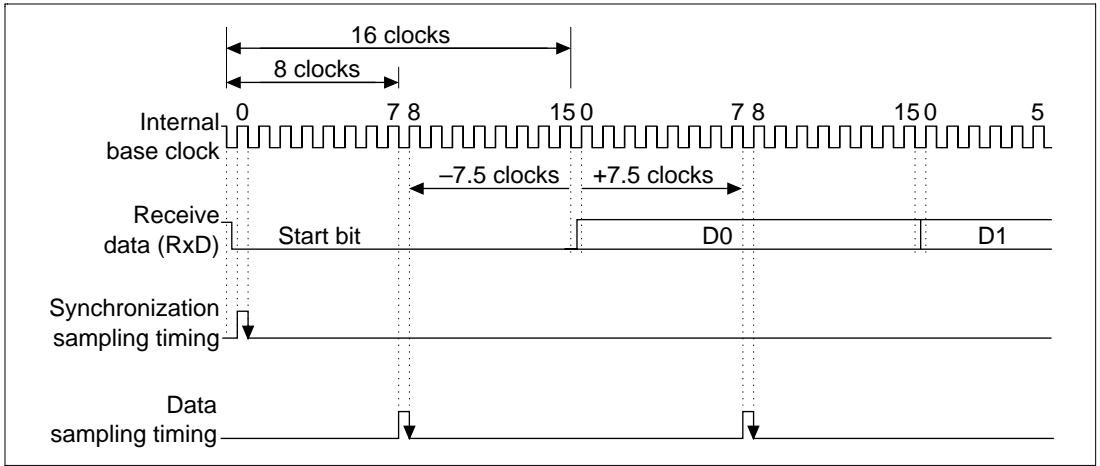 16 clocks
8 clocks
0 7 8 15 0 7 8 15 0 5
Internal
base clock
–7.5 clocks +7.5 clocks
Receive
data (RxD)
Start bit D0 D1
Synchronization
sampling timing
Data
sampling timing